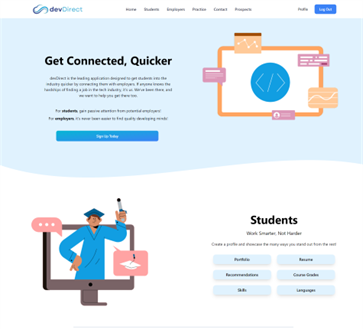 devDirect
Home Students Employers Practice Contact Prospects
Profile Log Out
Get Connected, Quicker
devDirect is the leading application designed to get students into the
industry quicker by connecting them with employers. If anyone knows the
hardships of finding a job in the tech industry, it's us. We've been there, and
we want to help you get there too.
For students, gain passive attention from potential employers!
For employers, it's never been easier to find quality developing minds!
Sign Up Today
Students
Work Smarter, Not Harder
Create a profile and showcase the many ways you stand out from the rest!
Portfolio Resume
Recommendations Course Grades
Skills Languages